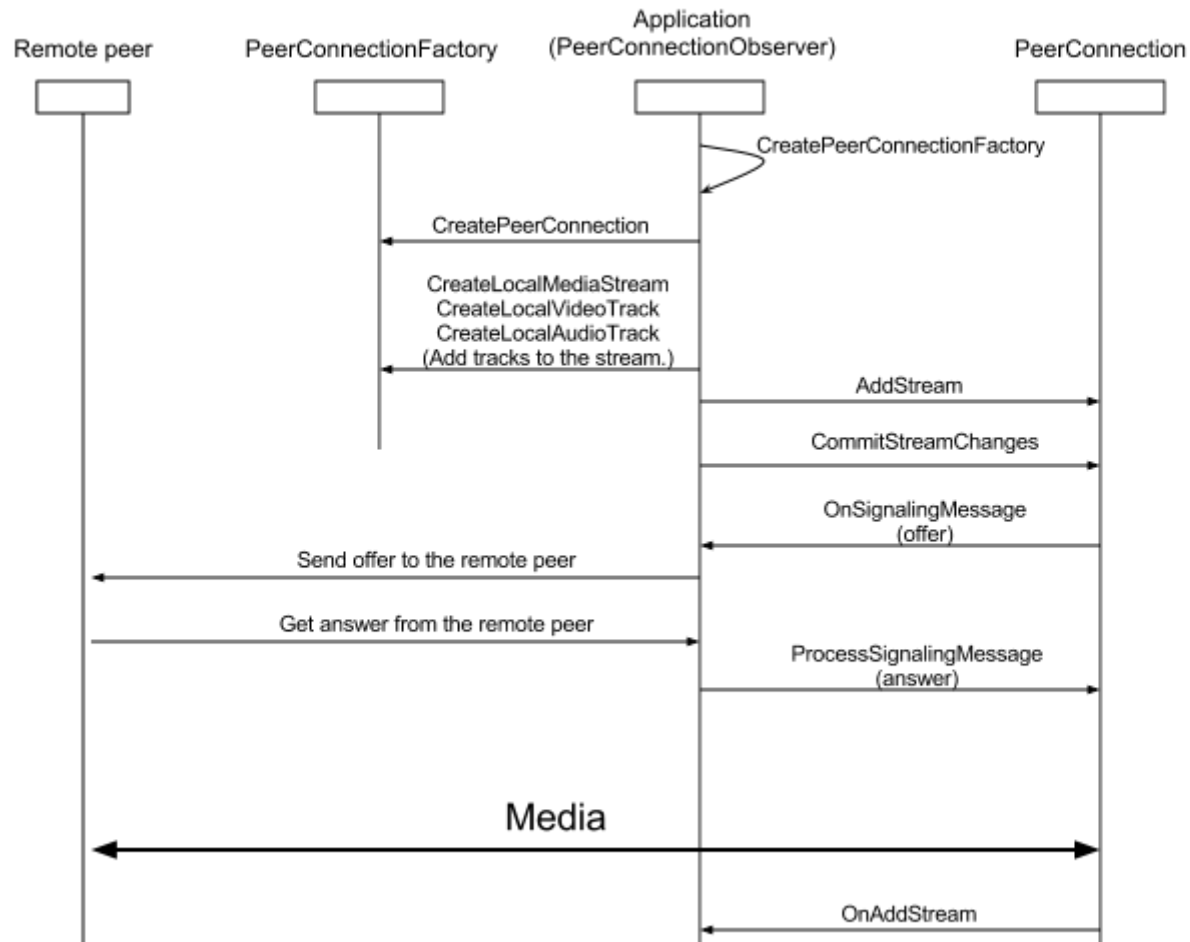 Remote peer
PeerConnectionFactory
Application
(PeerConnectionObserver)
PeerConnection
CreatePeerConnectionFactory
CreatePeerConnection
CreateLocalMediaStream
CreateLocalVideoTrack
CreateLocalAudioTrack
(Add tracks to the stream.)
AddStream
CommitStreamChanges
OnSignalingMessage
(offer)
Send offer to the remote peer
Get answer from the remote peer
ProcessSignalingMessage
(answer)
Media
OnAddStream